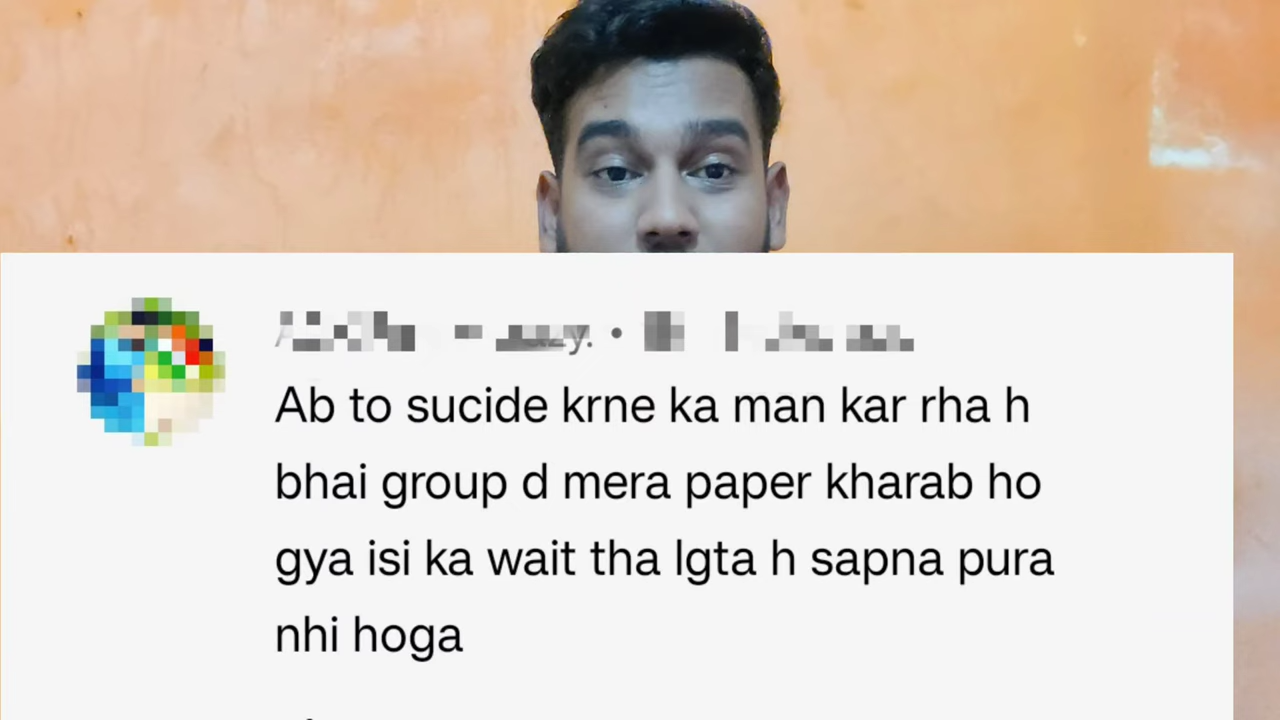 Ab to sucide krne ka man kar rha h
bhai group d mera paper kharab ho
gya isi ka wait tha lgta h sapna pura
nhi hoga